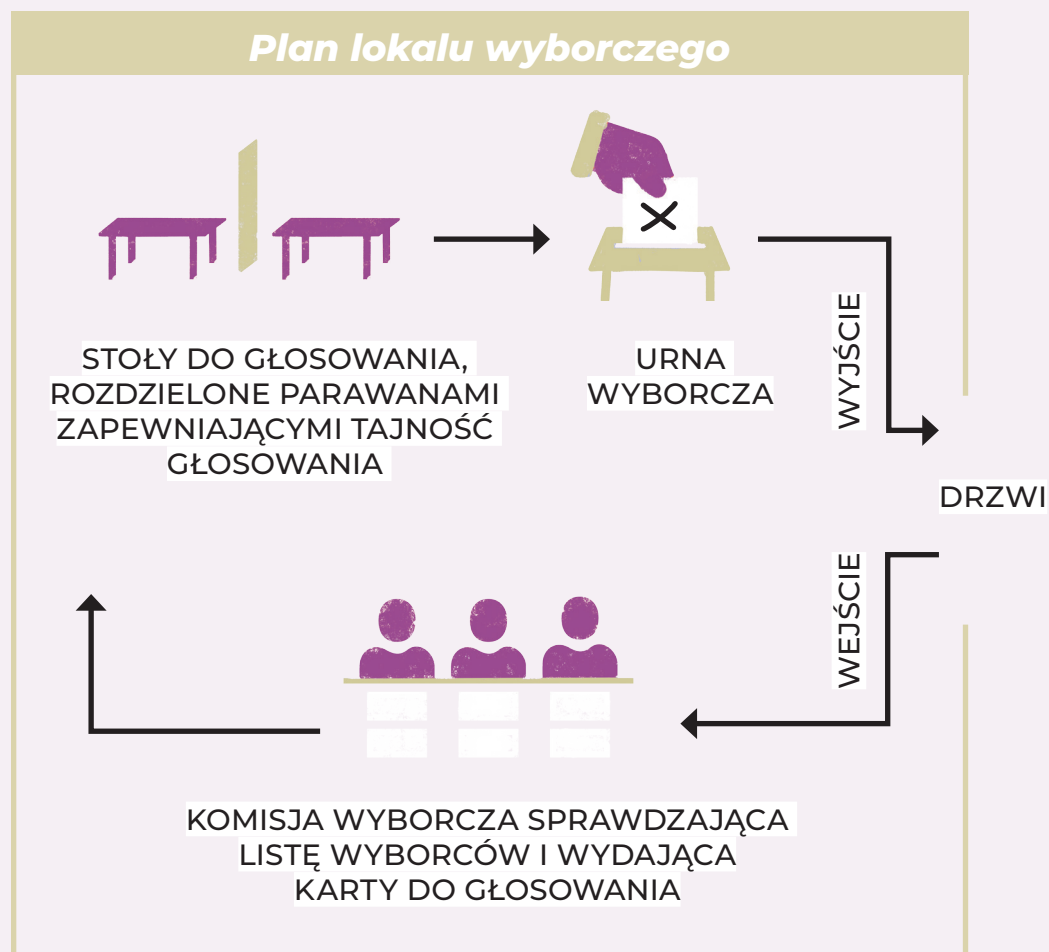 Plan lokalu wyborczego
STOŁY DO GŁOSOWANIA,
ROZDZIELONE PARAWANAMI
ZAPEWNIAJĄCYMI TAJNOŚĆ
GŁOSOWANIA
URNA
WYBORCZA
WYJŚCIE
DRZWI
WEJŚCIE
KOMISJA WYBORCZA SPRAWDZAJĄCA
LISTĘ WYBORCÓW I WYDAJĄCA
KARTY DO GŁOSOWANIA